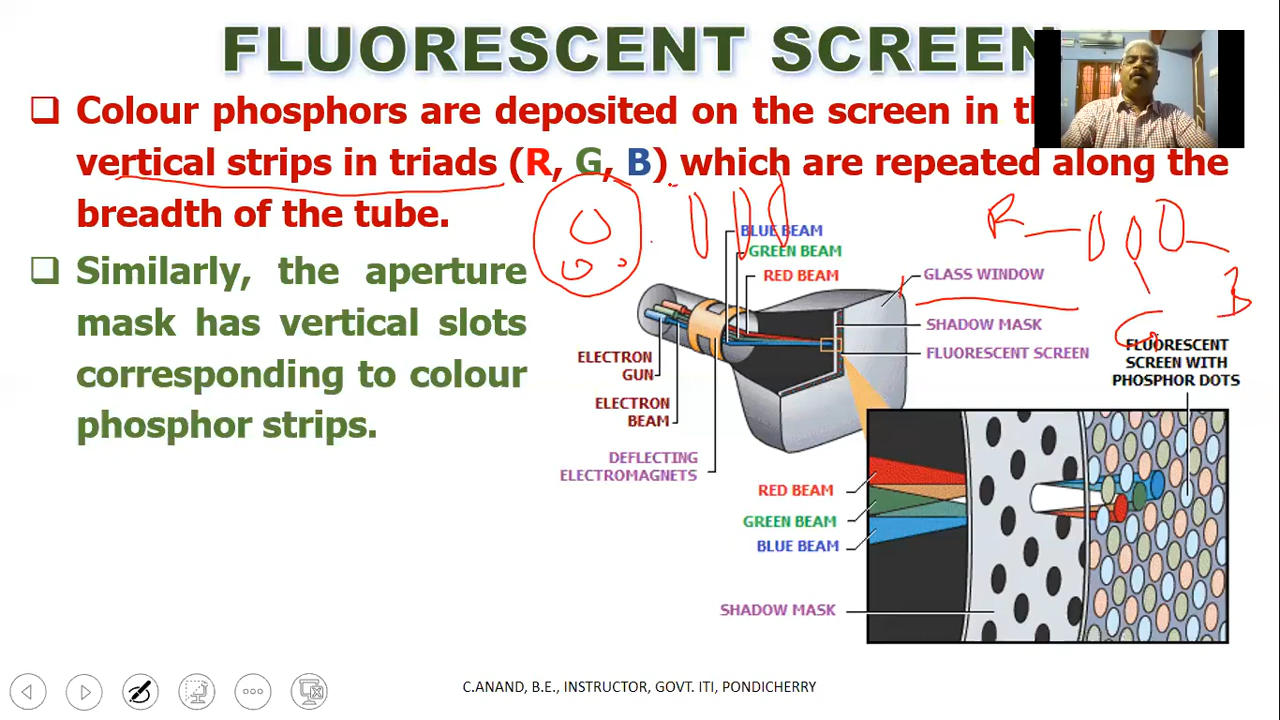 FLUORESCENT SCREEN
❑ Colour phosphors are deposited on the screen in
vertical strips in triads (R, G, B) which are repeated along the
breadth of the tube.
❑ Similarly, the aperture
mask has vertical slots
corresponding to colour
phosphor strips.
R
B
G
BLUE BEAM
GREEN BEAM
RED BEAM
GLASS WINDOW
SHADOW MASK
FLUORESCENT SCREEN
ELECTRON
GUN
ELECTRON
BEAM
DEFLECTING
ELECTROMAGNETS
FLUORESCENT
SCREEN WITH
PHOSPHOR DOTS
RED BEAM
GREEN BEAM
BLUE BEAM
SHADOW MASK
C.ANAND, B.E., INSTRUCTOR, GOVT. ITI, PONDICHERRY